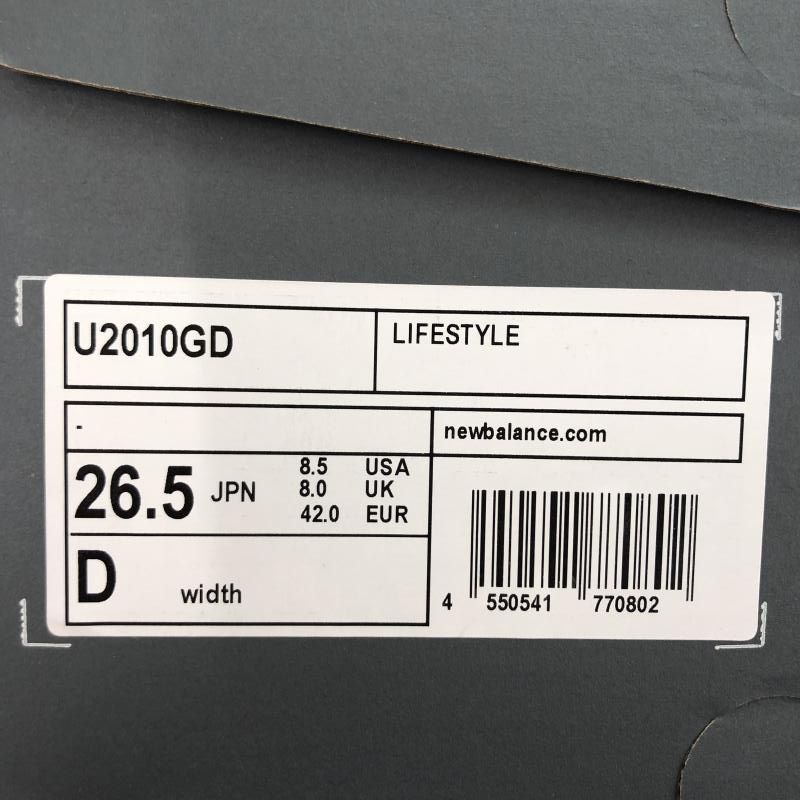 U2010GD
LIFESTYLE
-
newbalance.com
26.5 JPN
8.5 USA
8.0 UK
42.0 EUR
D width
4 550541 770802